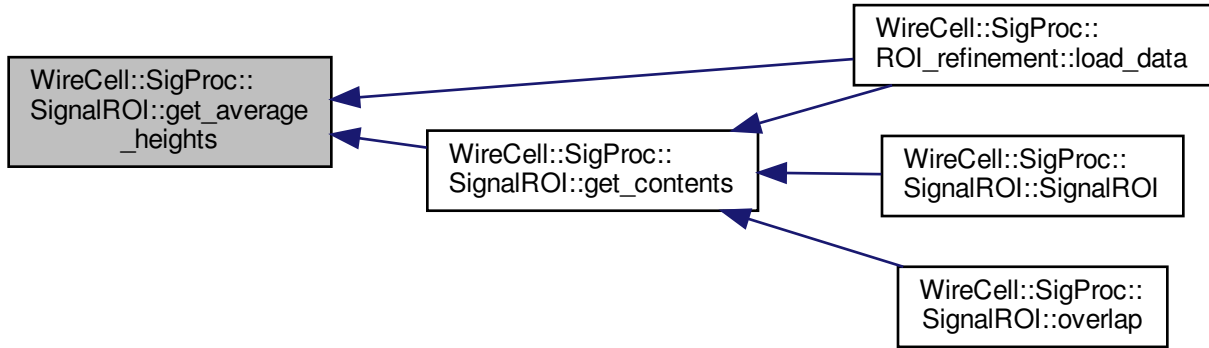 WireCell::SigProc::
SignalROI::get_average
_heights
WireCell::SigProc::
SignalROI::get_contents
WireCell::SigProc::
ROI_refinement::load_data
WireCell::SigProc::
SignalROI::SignalROI
WireCell::SigProc::
SignalROI::overlap